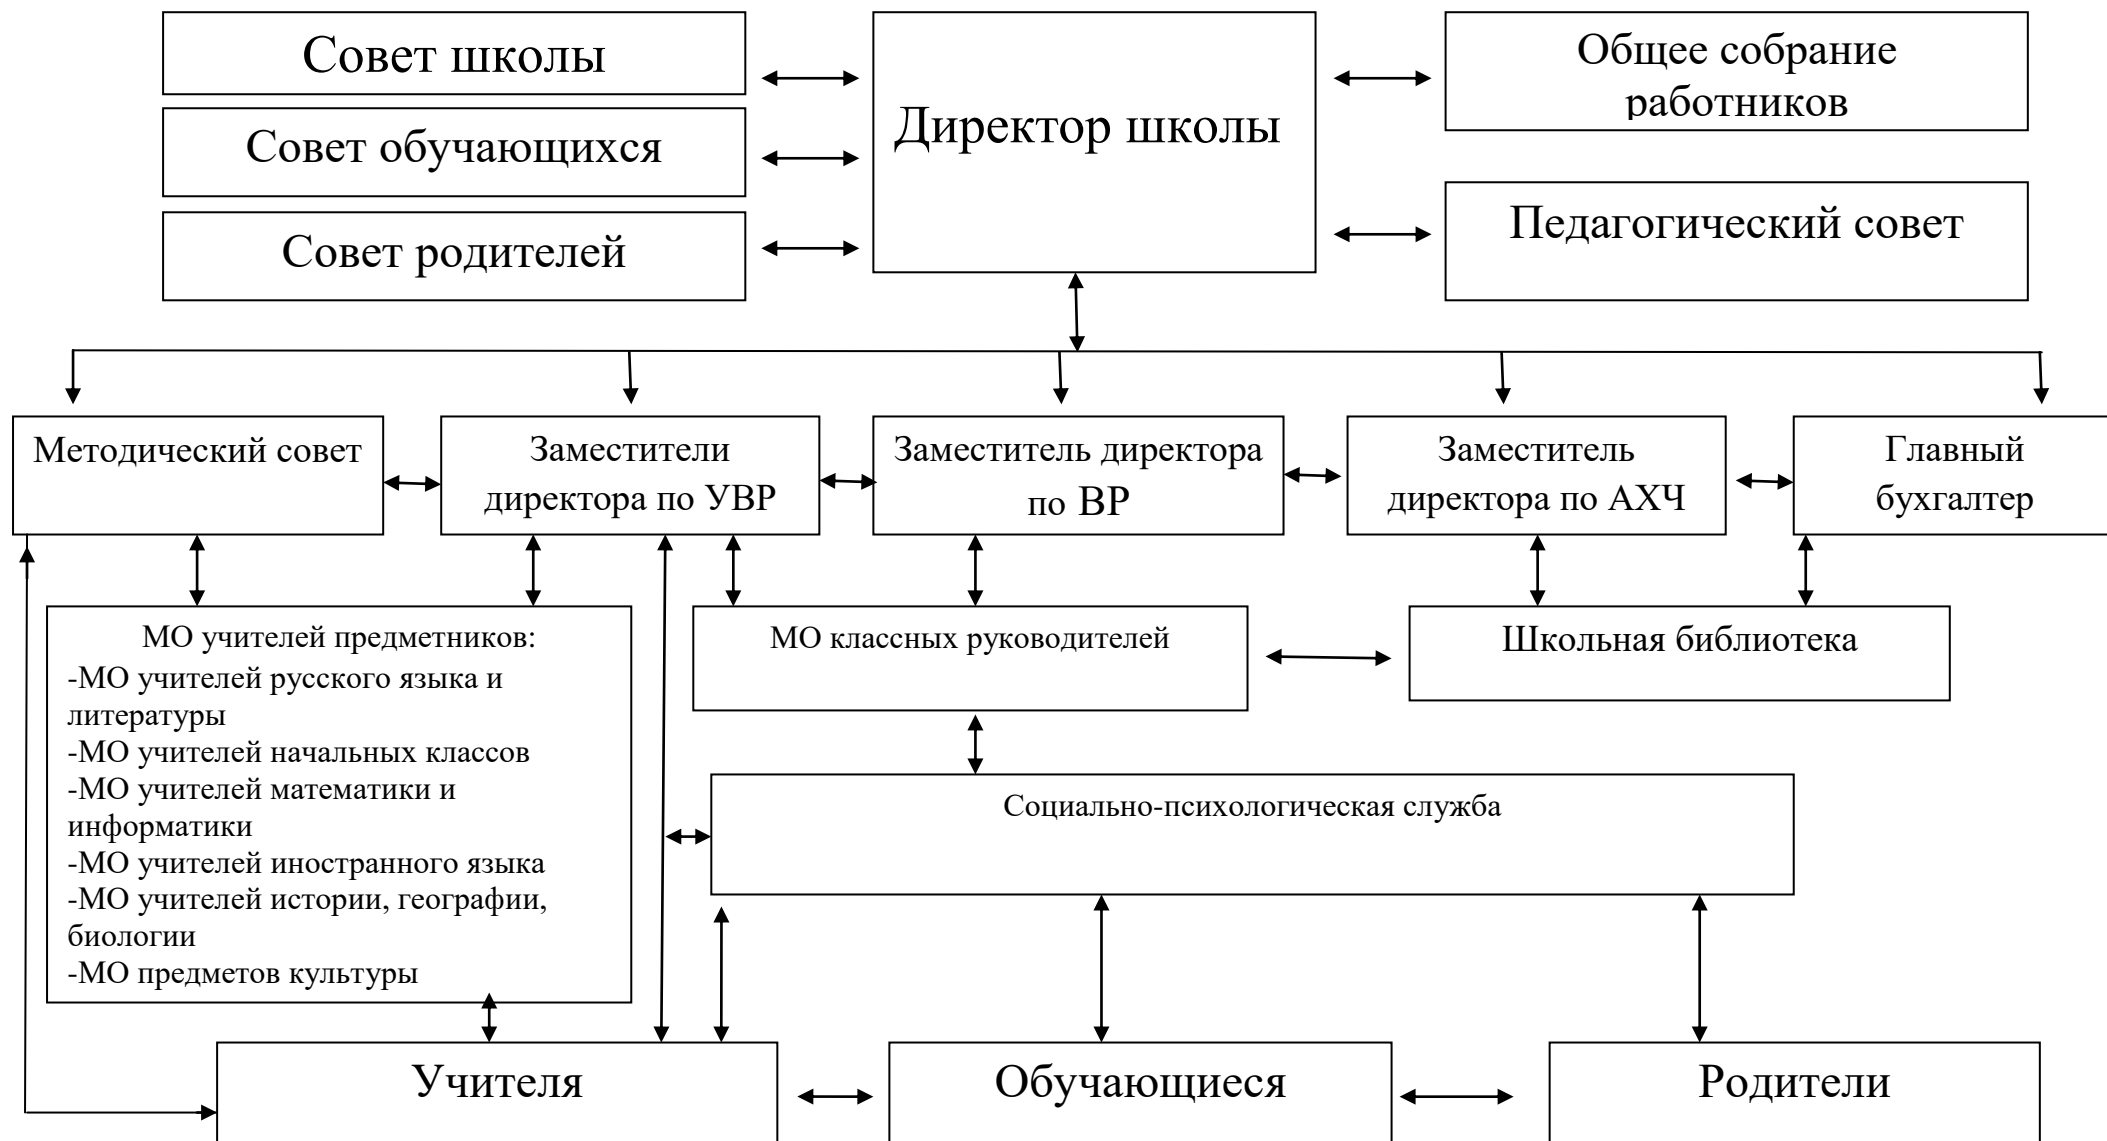 Совет школы
Совет обучающихся
Совет родителей
Директор школы
Общее собрание
работников
Педагогический совет
Методический совет
Заместители
директора по УВР
Заместитель директора
по ВР
Заместитель
директора по АХЧ
Главный
бухгалтер
МО учителей предметников:
-МО учителей русского языка и
литературы
-МО учителей начальных классов
-МО учителей математики и
информатики
-МО учителей иностранного языка
-МО учителей истории, географии,
биологии
-МО предметов культуры
МО классных руководителей
Школьная библиотека
Социально-психологическая служба
Учителя
Обучающиеся
Родители